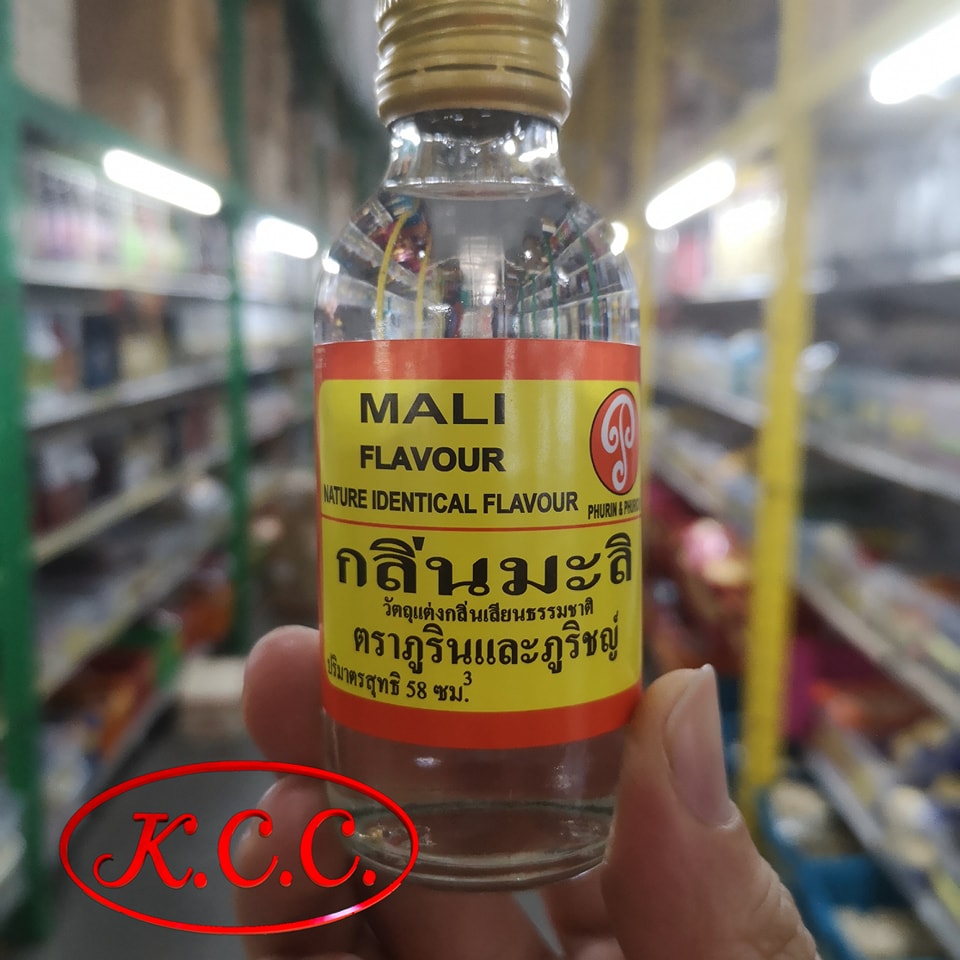 MALI
FLAVOUR
NATURE IDENTICAL FLAVOUR
PHURIN &
กลิ่นมะลิ
วัตถุแต่งกลิ่นเลียนธรรมชาติ
ตราภูรินและภูริชญ์
ปริมาตรสุทธิ 58 ซม.³
K.C.C.